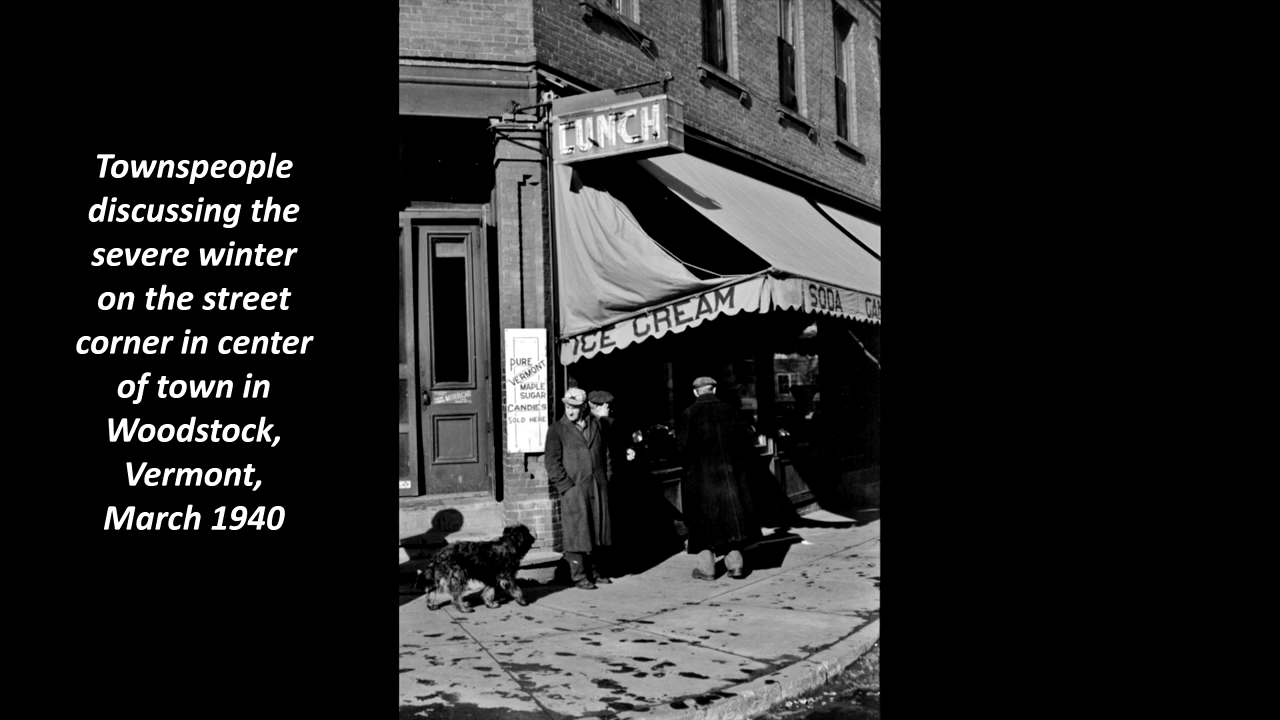 Townspeople
discussing the
severe winter
on the street
corner in center
of town in
Woodstock,
Vermont,
March 1940
LUNCH
ICE CREAM
SODA
PURE
VERMONT
MAPLE
SUGAR
CANDIES
SOLD HERE
MIRROR